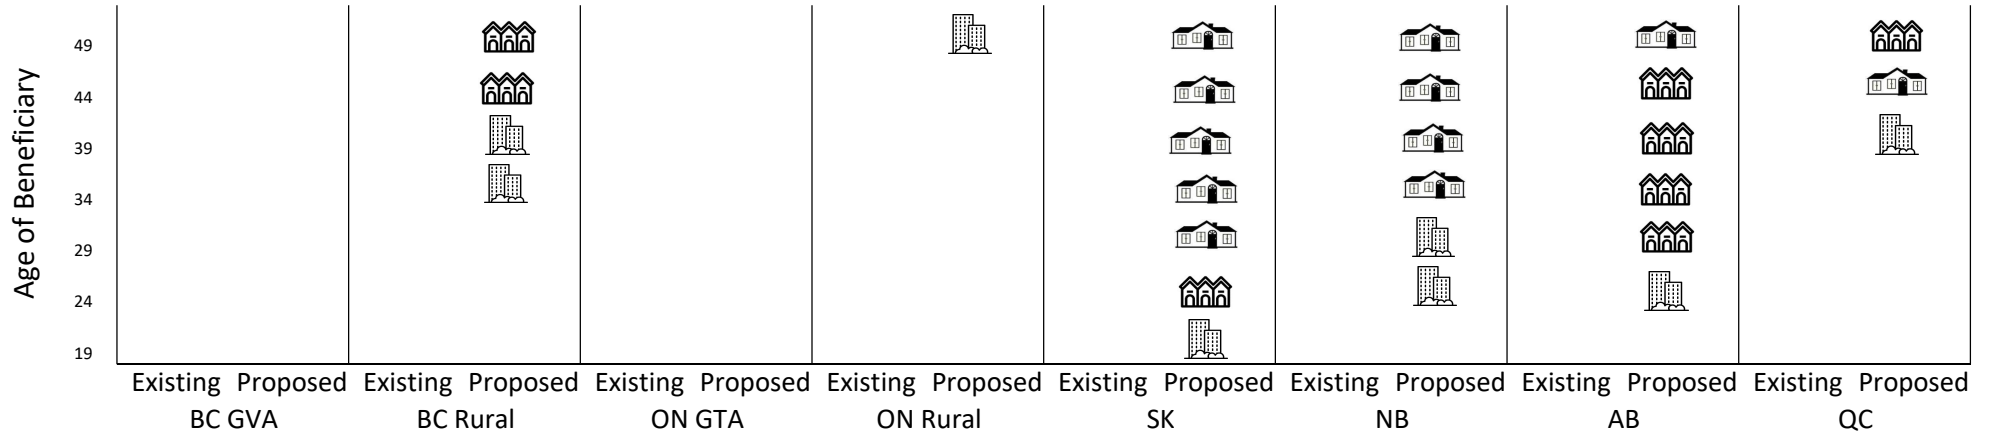 Age of Beneficiary
49
44
39
34
29
24
19
Existing Proposed Existing Proposed Existing Proposed Existing Proposed Existing Proposed Existing Proposed Existing Proposed Existing Proposed
BC GVA BC Rural ON GTA ON Rural SK NB AB QC